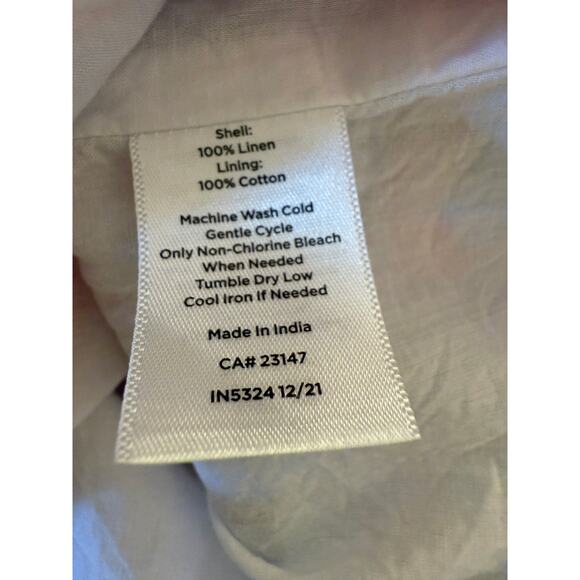 Shell:
100% Linen
Lining:
100% Cotton
Machine Wash Cold
Gentle Cycle
Only Non-Chlorine Bleach
When Needed
Tumble Dry Low
Cool Iron If Needed
Made In India
CA# 23147
IN5324 12/21